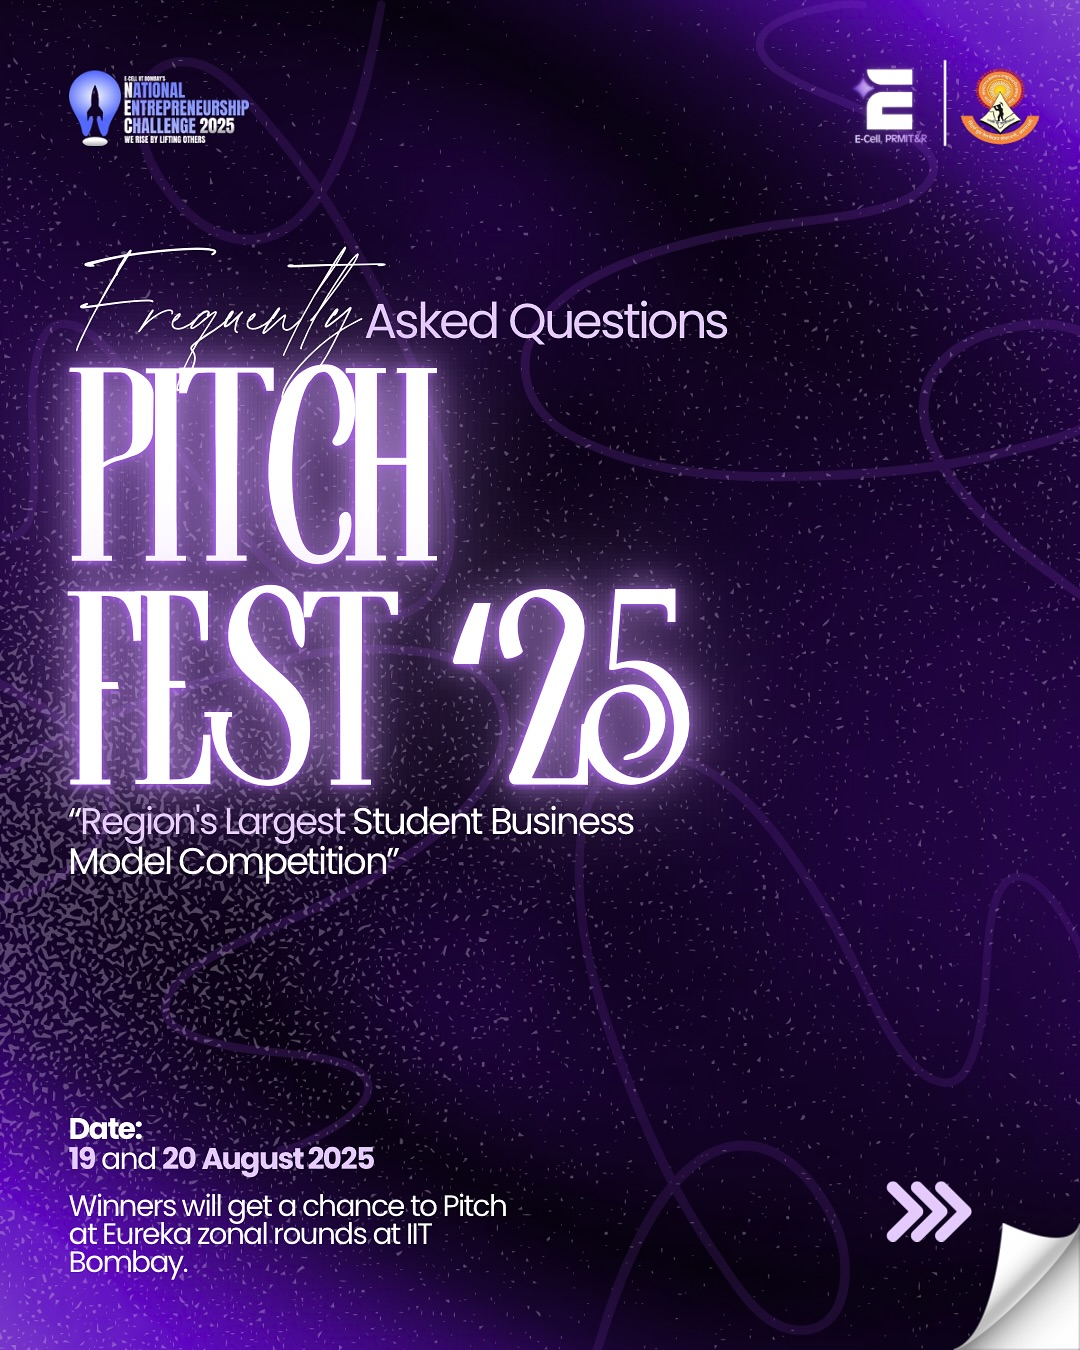 E-CELL IIT BOMBAY'S
NATIONAL
ENTREPRENEURSHIP
CHALLENGE 2025
WE RISE BY LIFTING OTHERS
E-Cell, PRMIT&R
Frequently Asked Questions
PITCH
FEST ‘25
“Region's Largest Student Business
Model Competition”
Date:
19 and 20 August 2025
Winners will get a chance to Pitch
at Eureka zonal rounds at IIT
Bombay.